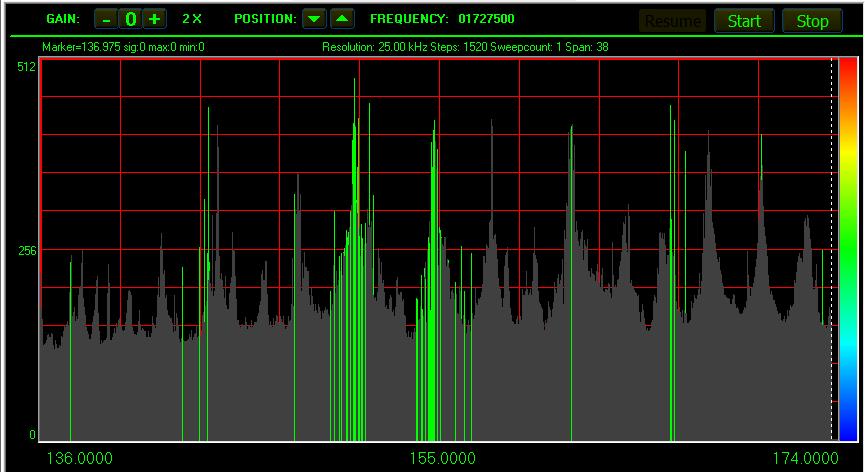 GAIN: - 0 + 2 X POSITION: FREQUENCY: 01727500 Resume Start Stop
Marker=136.975 sig:0 max:0 min:0 Resolution: 25.00 kHz Steps: 1520 Sweepcount: 1 Span: 38
512
256
0
136.0000 155.0000 174.0000